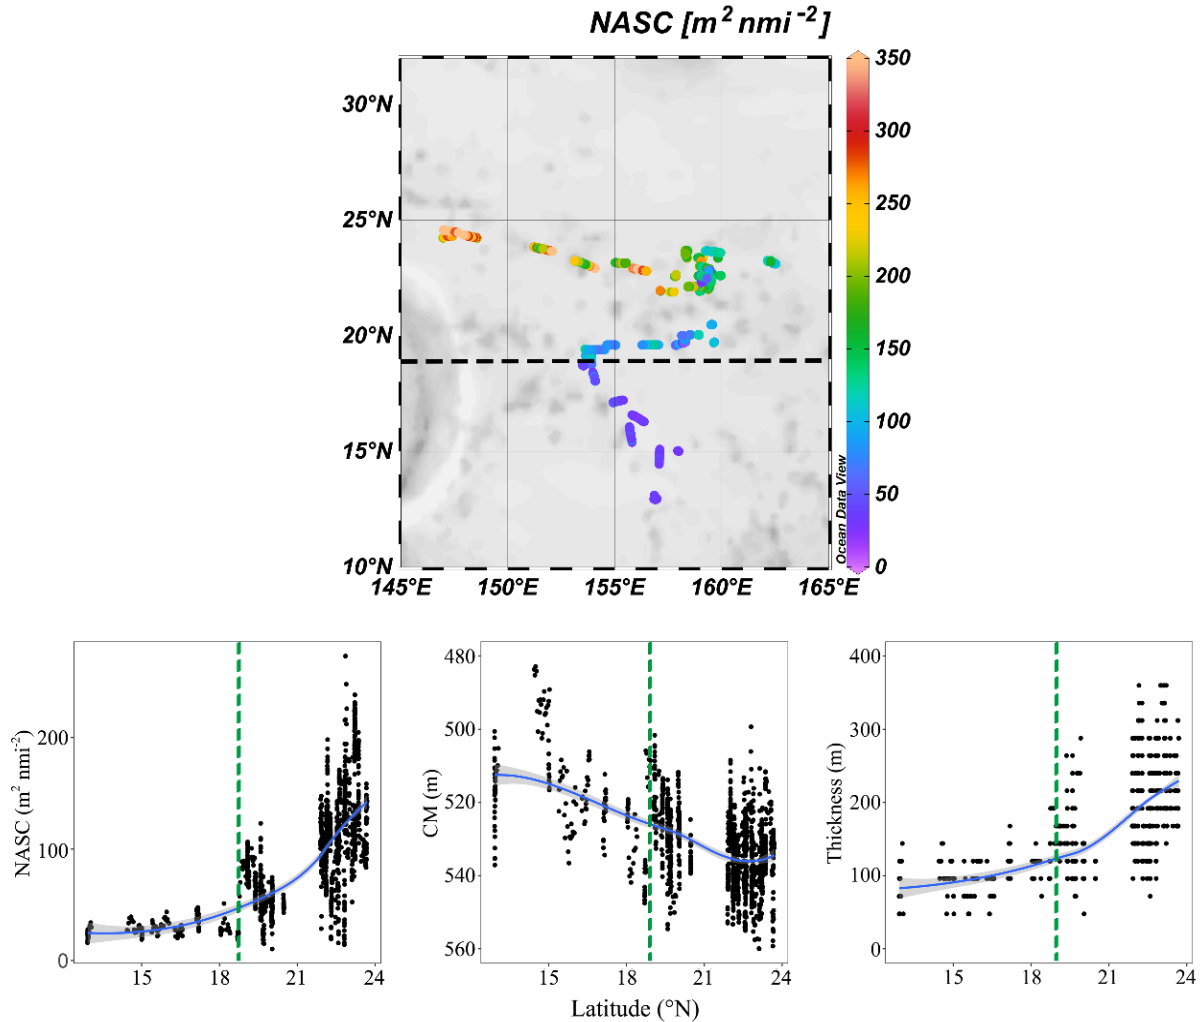 NASC [m² nmi⁻²]
30°N
25°N
20°N
15°N
10°N
145°E 150°E 155°E 160°E 165°E
350
300
250
200
150
100
50
0
Ocean Data View
NASC (m² nmi⁻²)
200
100
0
15 18 21 24
CM (m)
480
500
520
540
560
15 18 21 24
Thickness (m)
400
300
200
100
0
15 18 21 24
Latitude (°N)